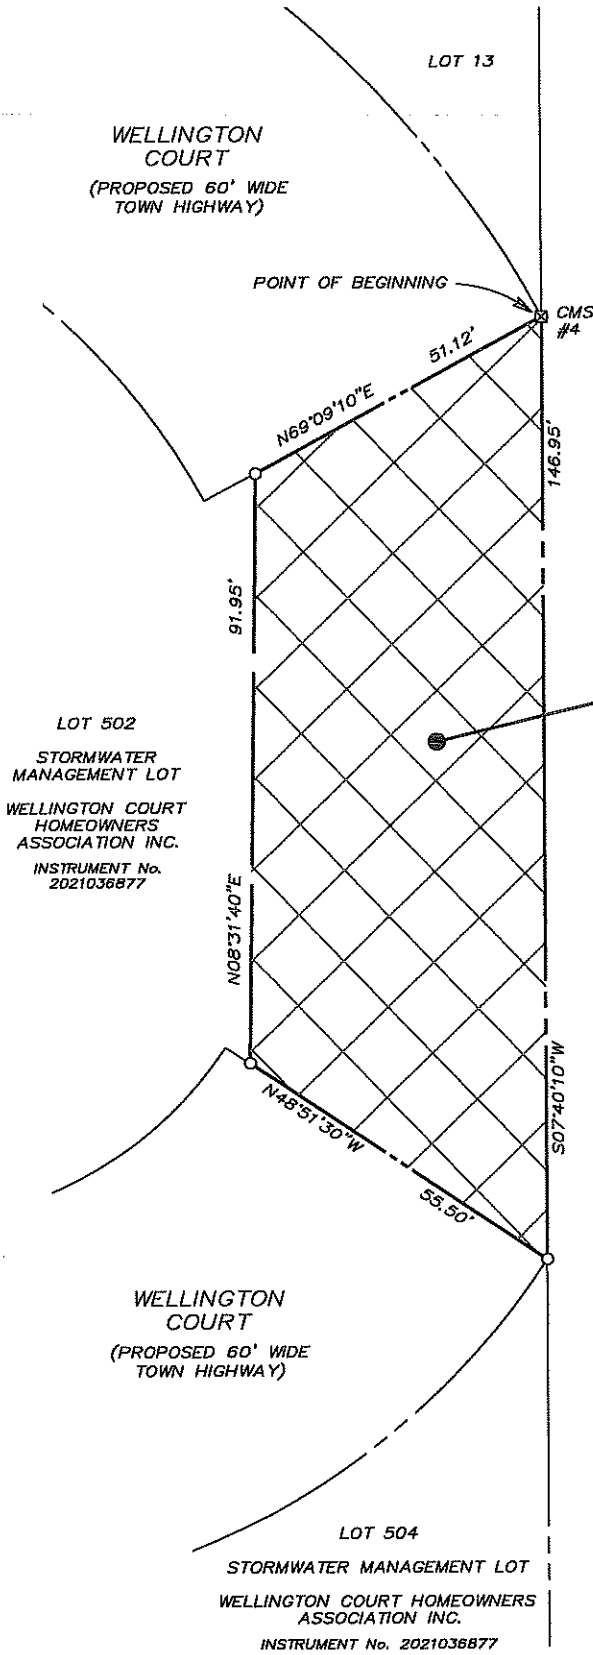 LOT 13
WELLINGTON
COURT
(PROPOSED 60' WIDE
TOWN HIGHWAY)
POINT OF BEGINNING
CMS
#4
51.12'
N69°09'10"E
146.95'
91.95'
LOT 502
STORMWATER
MANAGEMENT LOT
WELLINGTON COURT
HOMEOWNERS
ASSOCIATION INC.
INSTRUMENT No.
2021036877
N08°31'40"E
S07°40'10"W
N48°51'30"W
55.50'
WELLINGTON
COURT
(PROPOSED 60' WIDE
TOWN HIGHWAY)
LOT 504
STORMWATER MANAGEMENT LOT
WELLINGTON COURT HOMEOWNERS
ASSOCIATION INC.
INSTRUMENT No. 2021036877